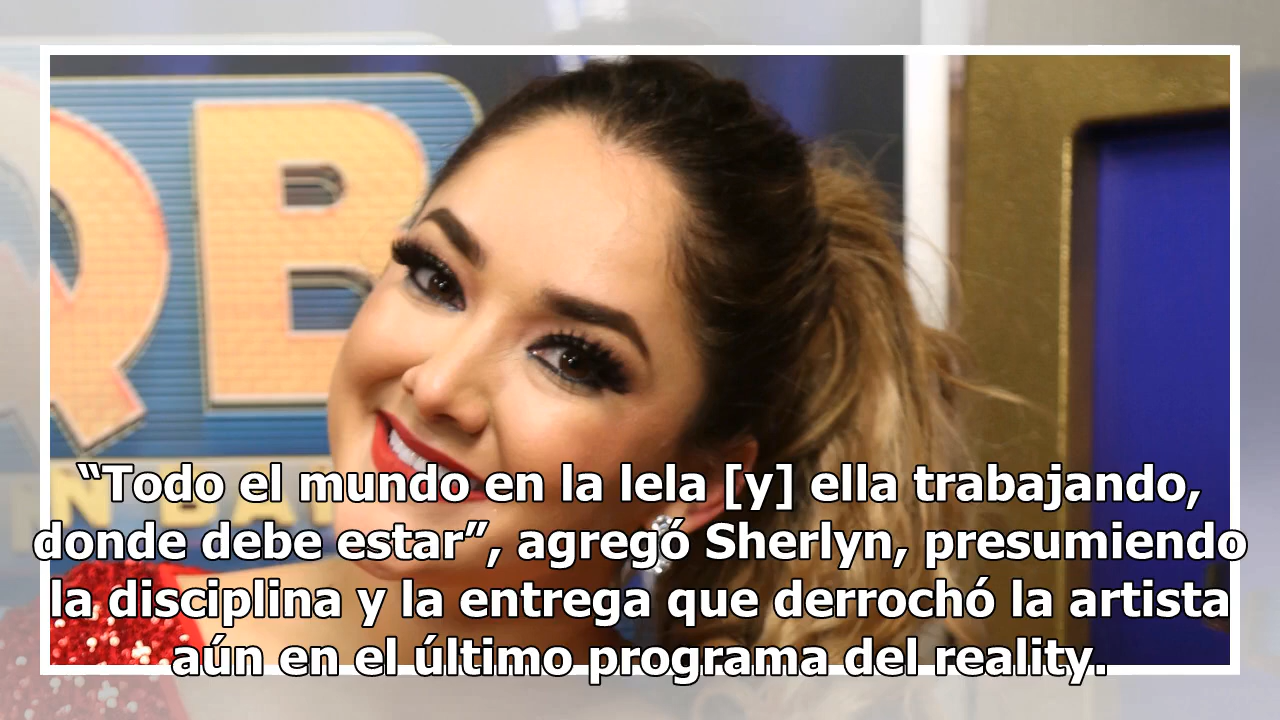 QB
“Todo el mundo en la lela [y] ella trabajando,
donde debe estar”, agregó Sherlyn, presumiendo
la disciplina y la entrega que derrochó la artista
aún en el último programa del reality.